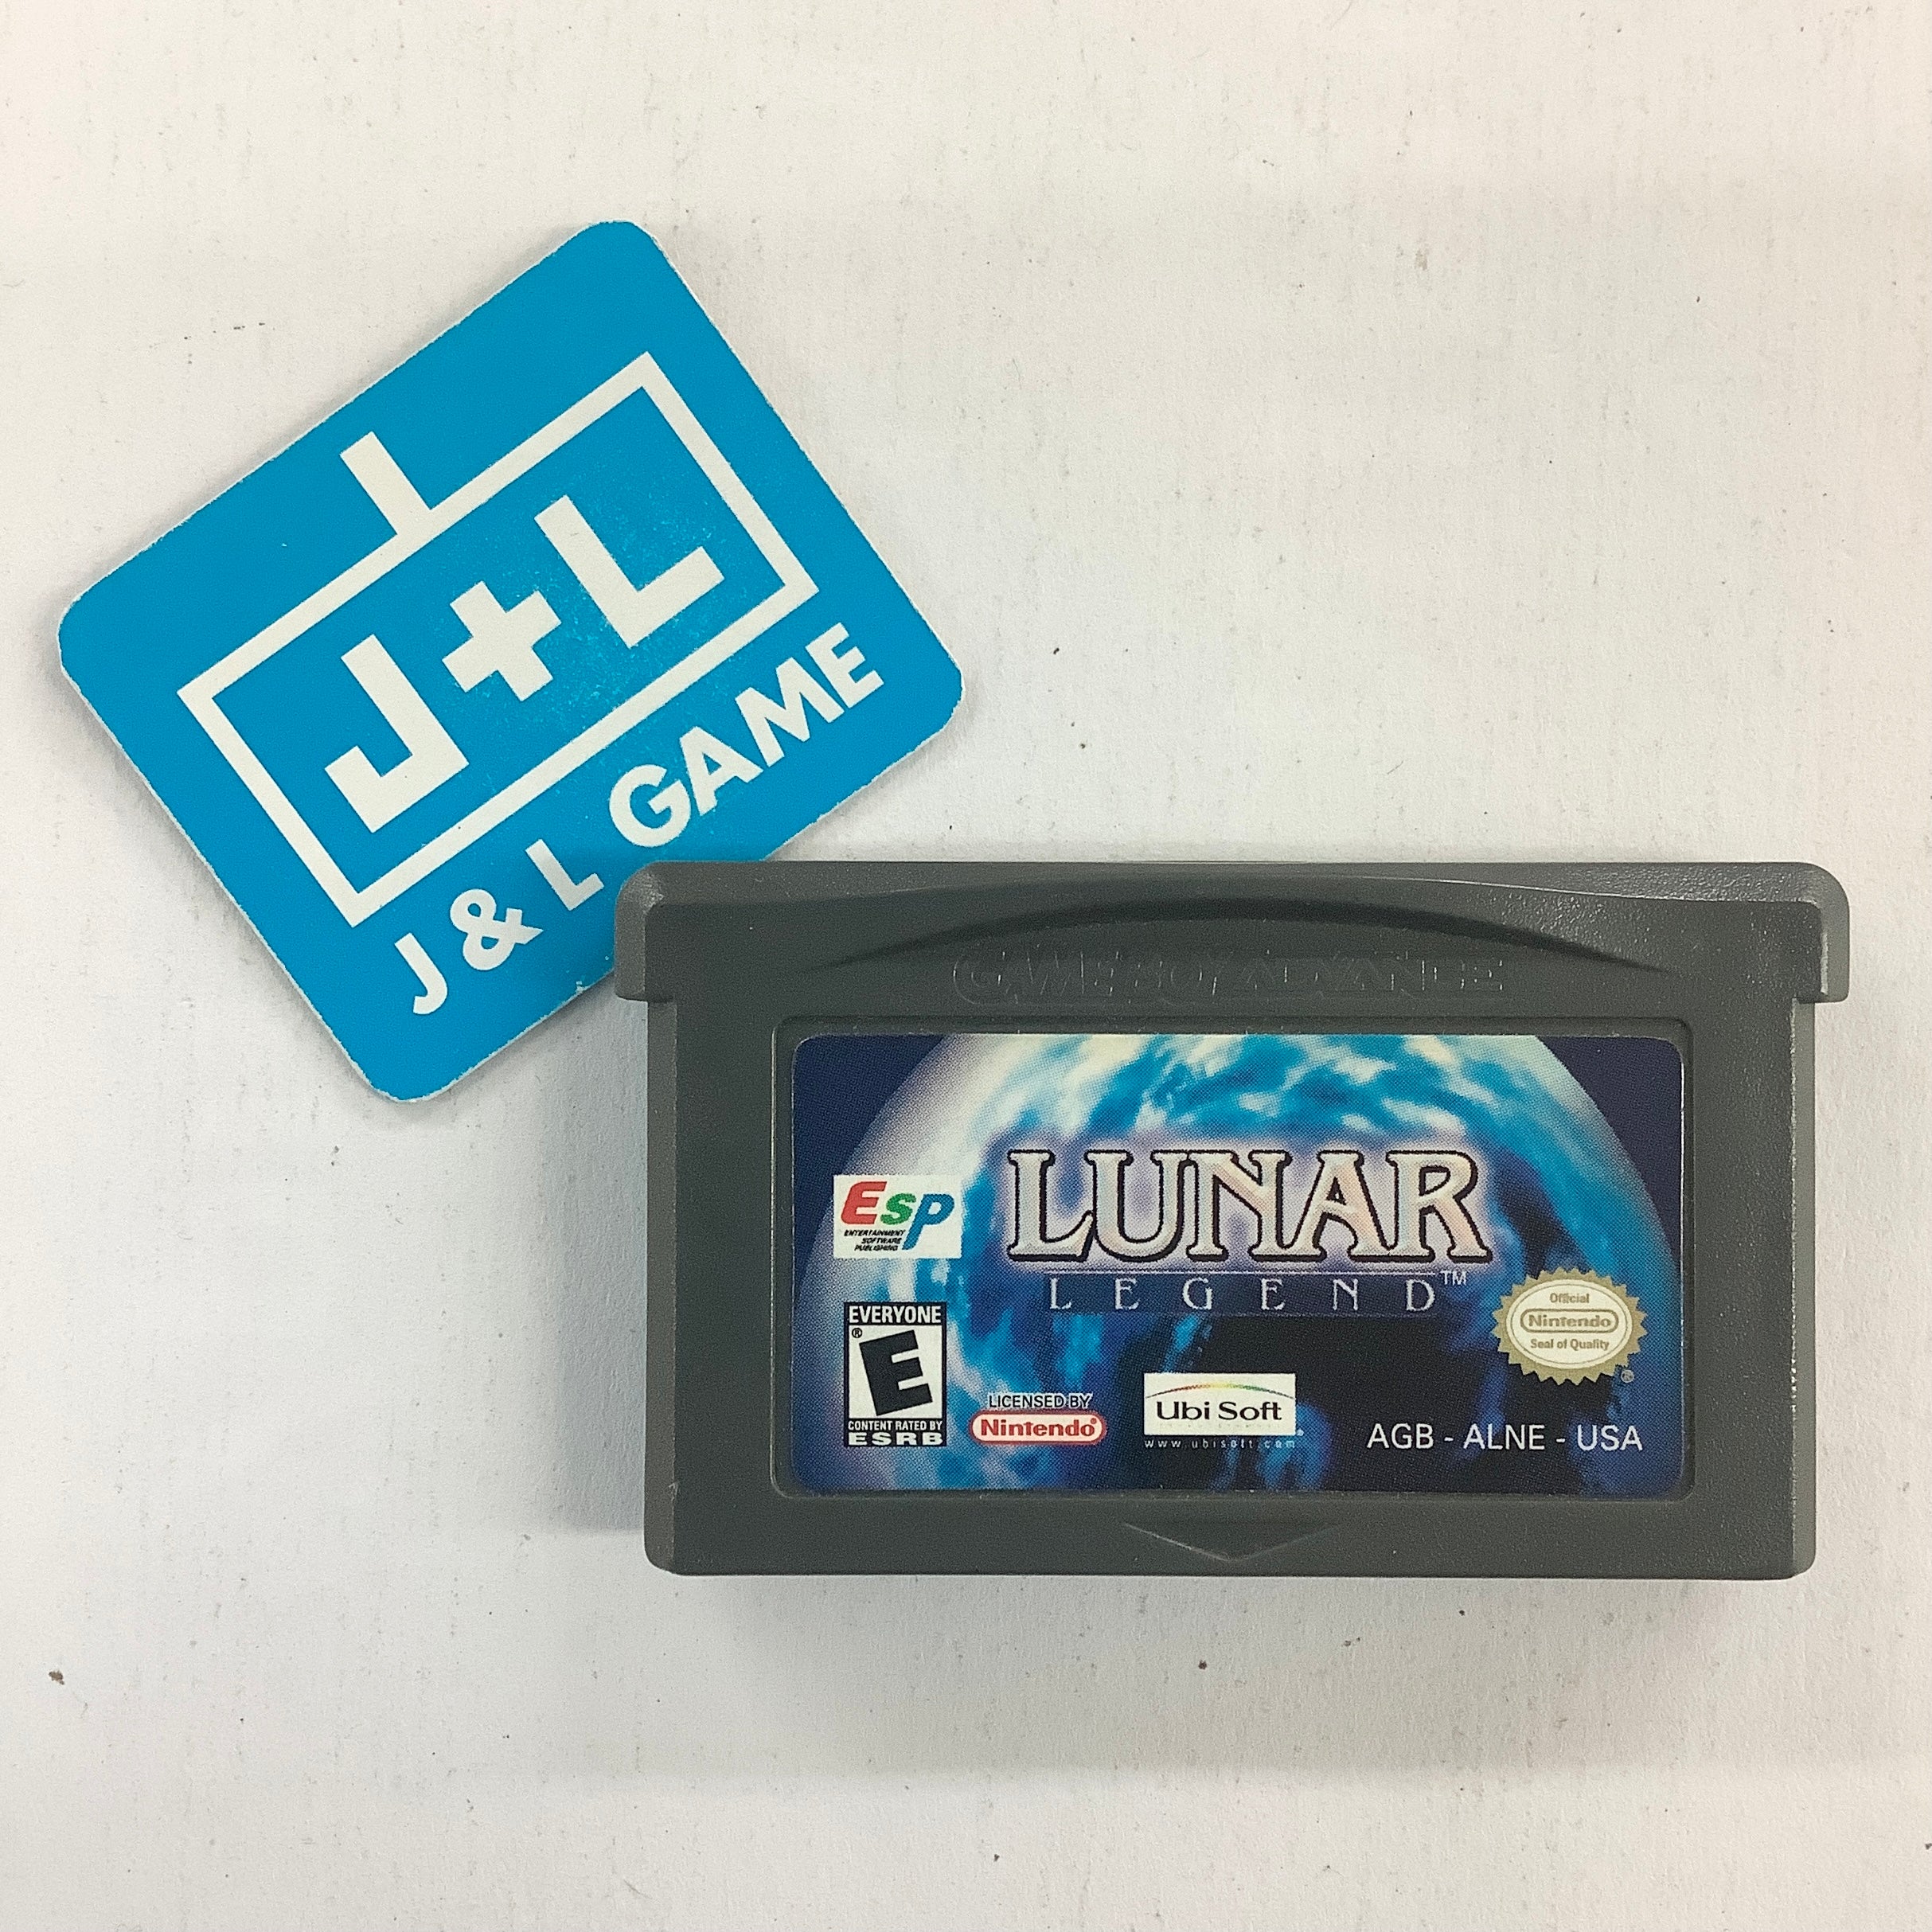 J+L
J & L GAME
GAME BOY ADVANCE
LUNAR
LEGEND™
ESP
ENTERTAINMENT
SOFTWARE
PUBLISHING
EVERYONE
E®
CONTENT RATED BY
ESRB
LICENSED BY
Nintendo®
Ubi Soft
www.ubisoft.com
Official
Nintendo
Seal of Quality
AGB - ALNE - USA